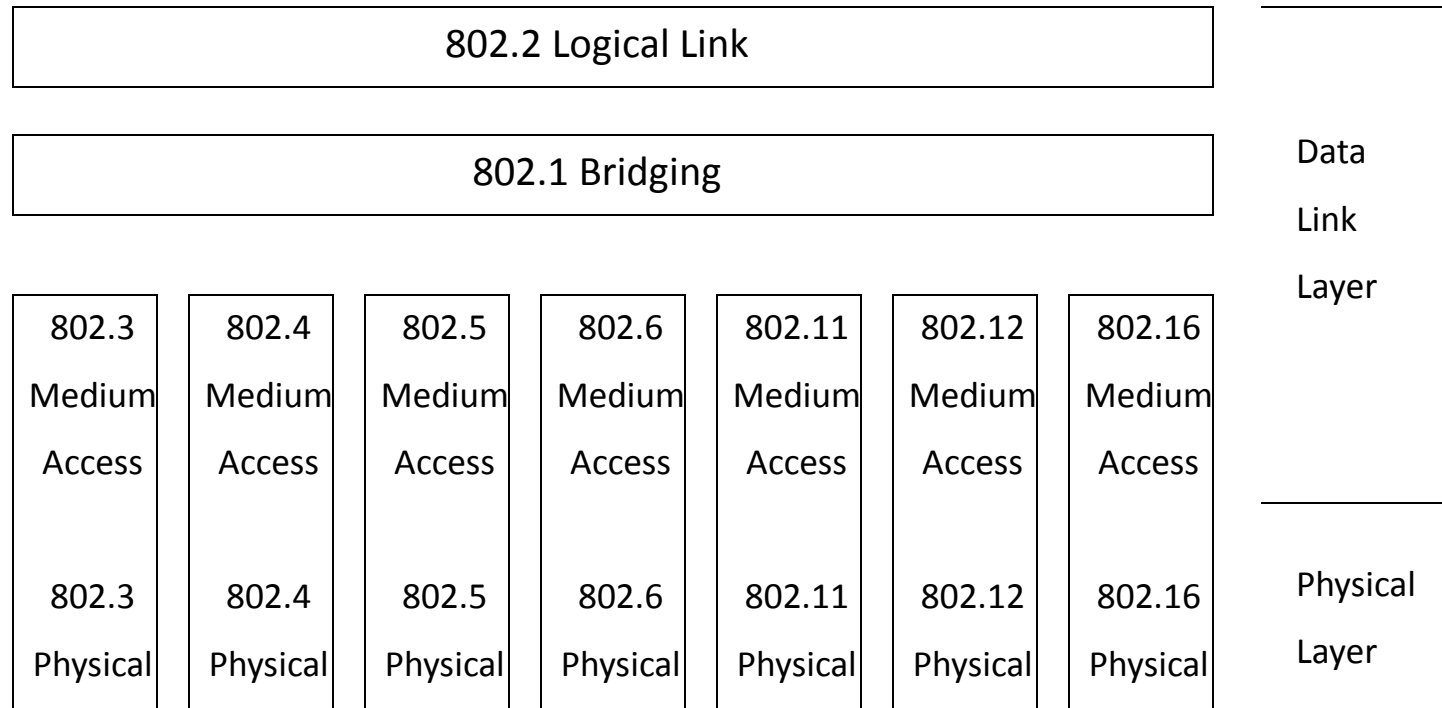 802.2 Logical Link
802.1 Bridging
Data
Link
Layer
802.3 802.4 802.5 802.6 802.11 802.12 802.16
Medium Medium Medium Medium Medium Medium Medium
Access Access Access Access Access Access Access
802.3 802.4 802.5 802.6 802.11 802.12 802.16
Physical Physical Physical Physical Physical Physical Physical
Physical
Layer